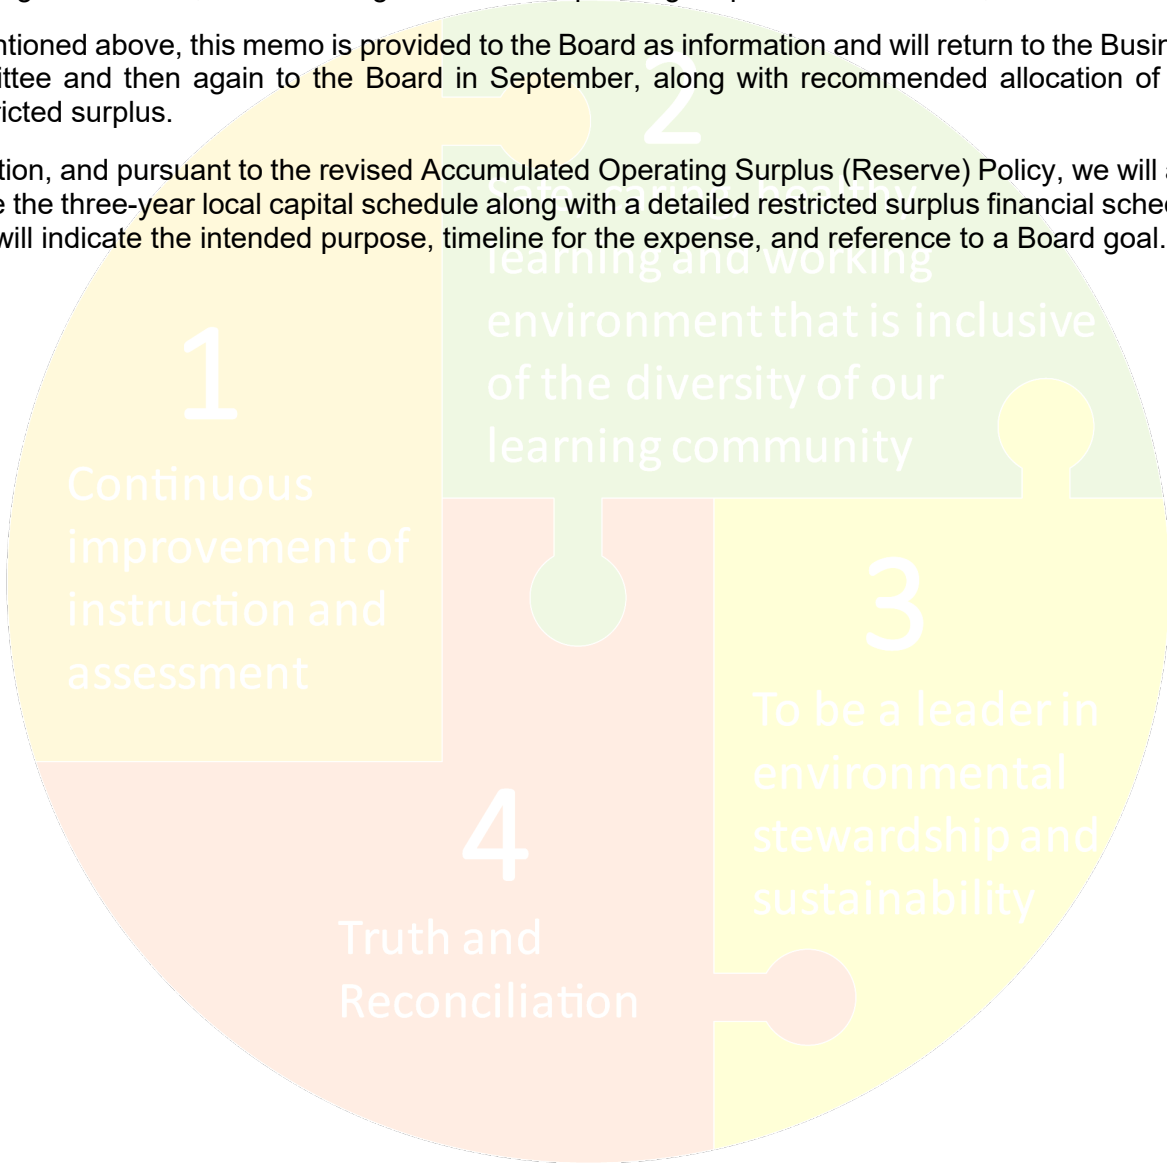 ntioned above, this memo is provided to the Board as information and will return to the Busin
ittee and then again to the Board in September, along with recommended allocation of
ricted surplus.
tion, and pursuant to the revised Accumulated Operating Surplus (Reserve) Policy, we will a
e the three-year local capital schedule along with a detailed restricted surplus financial sched
will indicate the intended purpose, timeline for the expense, and reference to a Board goal.
1
Continuous
improvement of
instruction and
assessment
2
Safe, caring, healthy
learning and working
environment that is inclusive
of the diversity of our
learning community
3
To be a leader in
environmental
stewardship and
sustainability
4
Truth and
Reconciliation